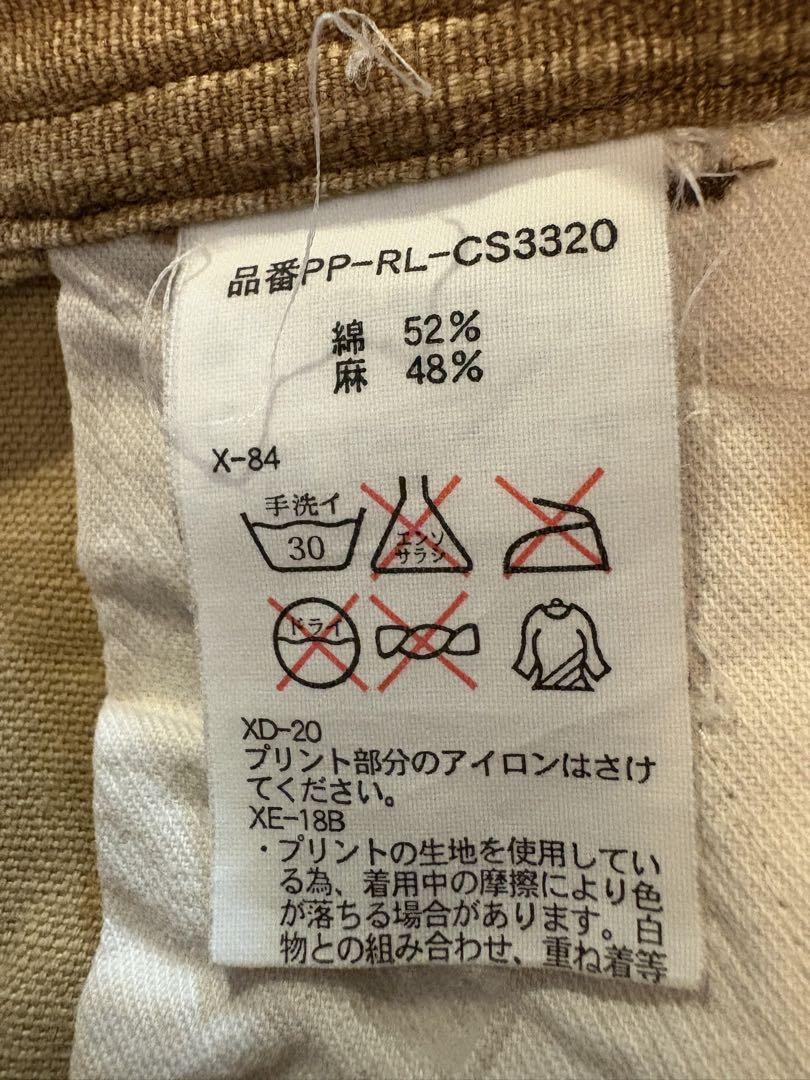 品番PP-RL-CS3320
綿 52%
麻 48%
X-84
手洗イ
30
エンソ
サラシ
ドライ
XD-20
プリント部分のアイロンはさけ
てください。
XE-18B
・プリントの生地を使用してい
る為、着用中の摩擦により色
が落ちる場合があります。白
物との組み合わせ、重ね着等